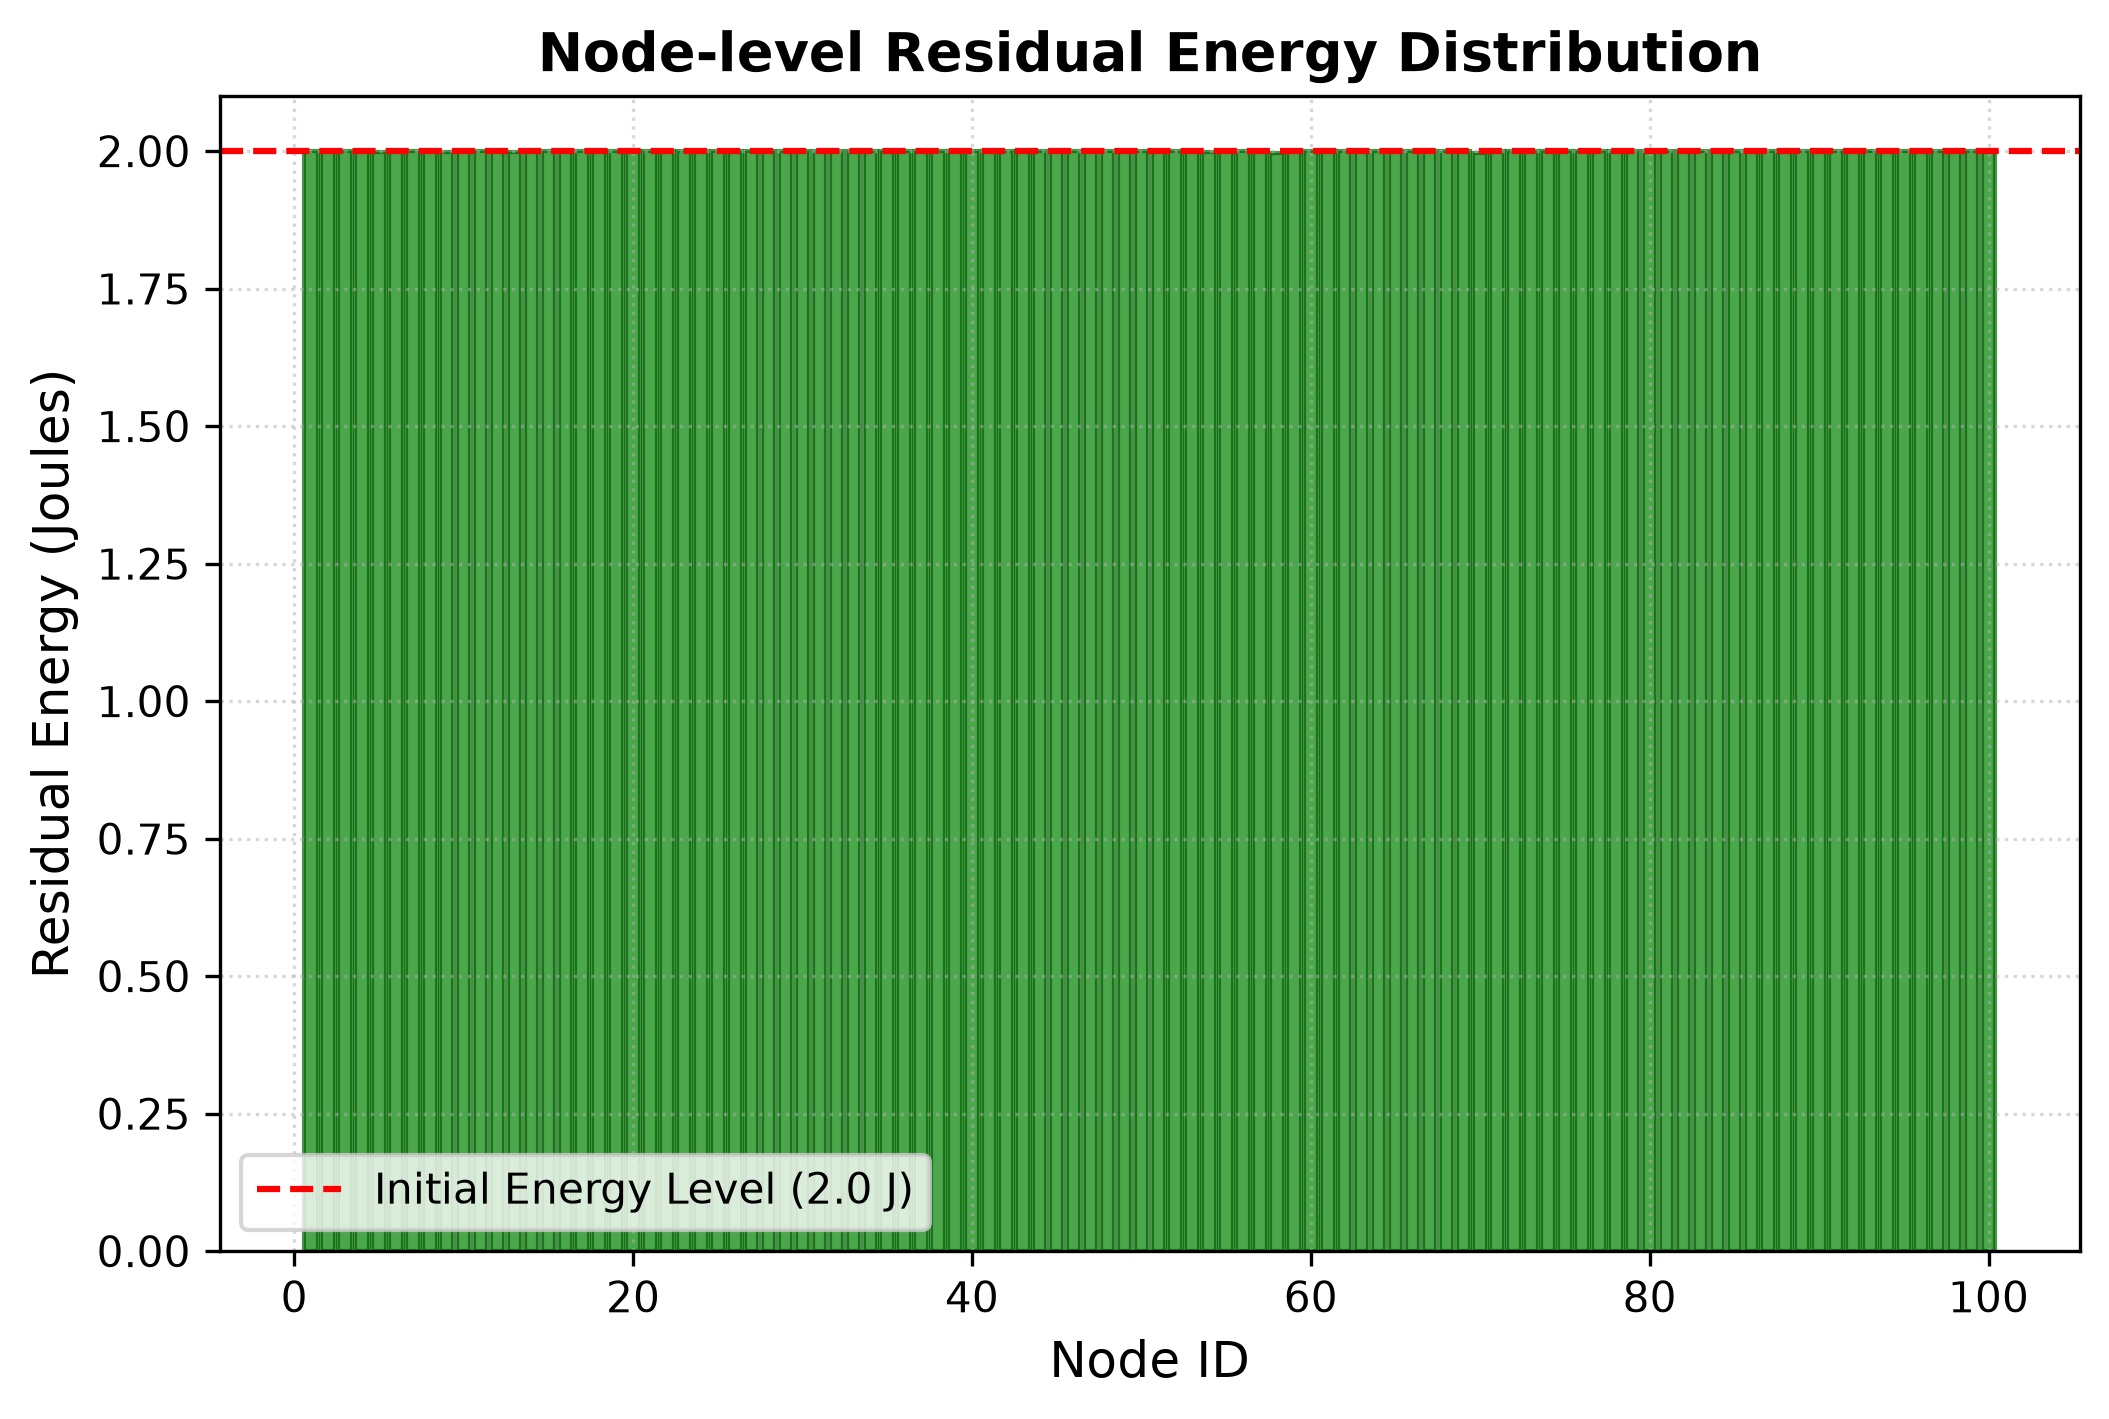 Node-level Residual Energy Distribution
Residual Energy (Joules)
2.00
1.75
1.50
1.25
1.00
0.75
0.50
0.25
0.00
Initial Energy Level (2.0 J)
0 20 40 60 80 100
Node ID